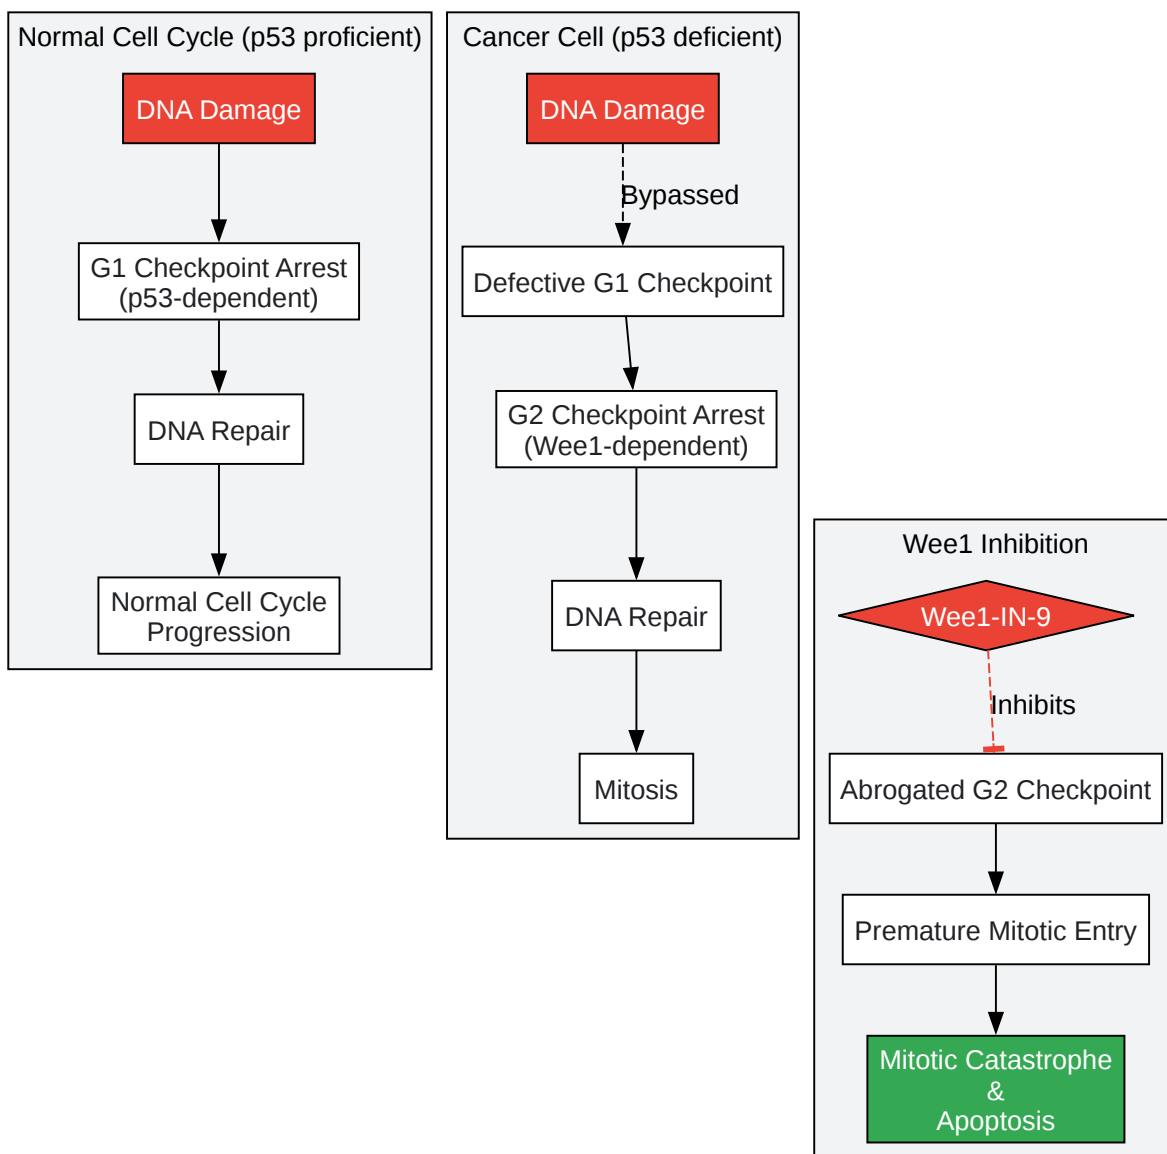 Normal Cell Cycle (p53 proficient)
DNA Damage
G1 Checkpoint Arrest
(p53-dependent)
DNA Repair
Normal Cell Cycle
Progression
Cancer Cell (p53 deficient)
DNA Damage
Bypassed
Defective G1 Checkpoint
G2 Checkpoint Arrest
(Wee1-dependent)
DNA Repair
Mitosis
Wee1 Inhibition
Wee1-IN-9
Inhibits
Abrogated G2 Checkpoint
Premature Mitotic Entry
Mitotic Catastrophe
&
Apoptosis